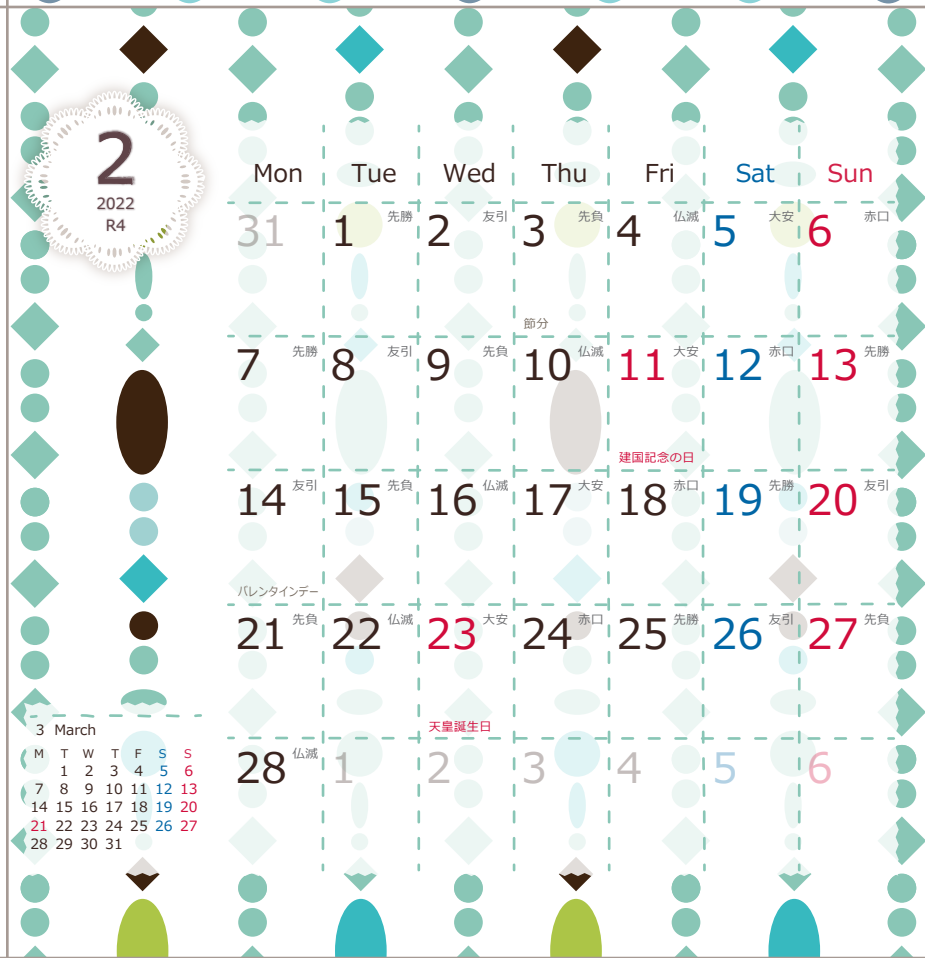 2
2022
R4
Mon Tue Wed Thu Fri Sat Sun
31 1 先勝 2 友引 3 先負 4 仏滅 5 大安 6 赤口
節分
7 先勝 8 友引 9 先負 10 仏滅 11 大安 12 赤口 13 先勝
建国記念の日
14 友引 15 先負 16 仏滅 17 大安 18 赤口 19 先勝 20 友引
バレンタインデー
21 先負 22 仏滅 23 大安 24 赤口 25 先勝 26 友引 27 先負
天皇誕生日
28 仏滅 1 2 3 4 5 6
3 March
M T W T F S S
1 2 3 4 5 6
7 8 9 10 11 12 13
14 15 16 17 18 19 20
21 22 23 24 25 26 27
28 29 30 31